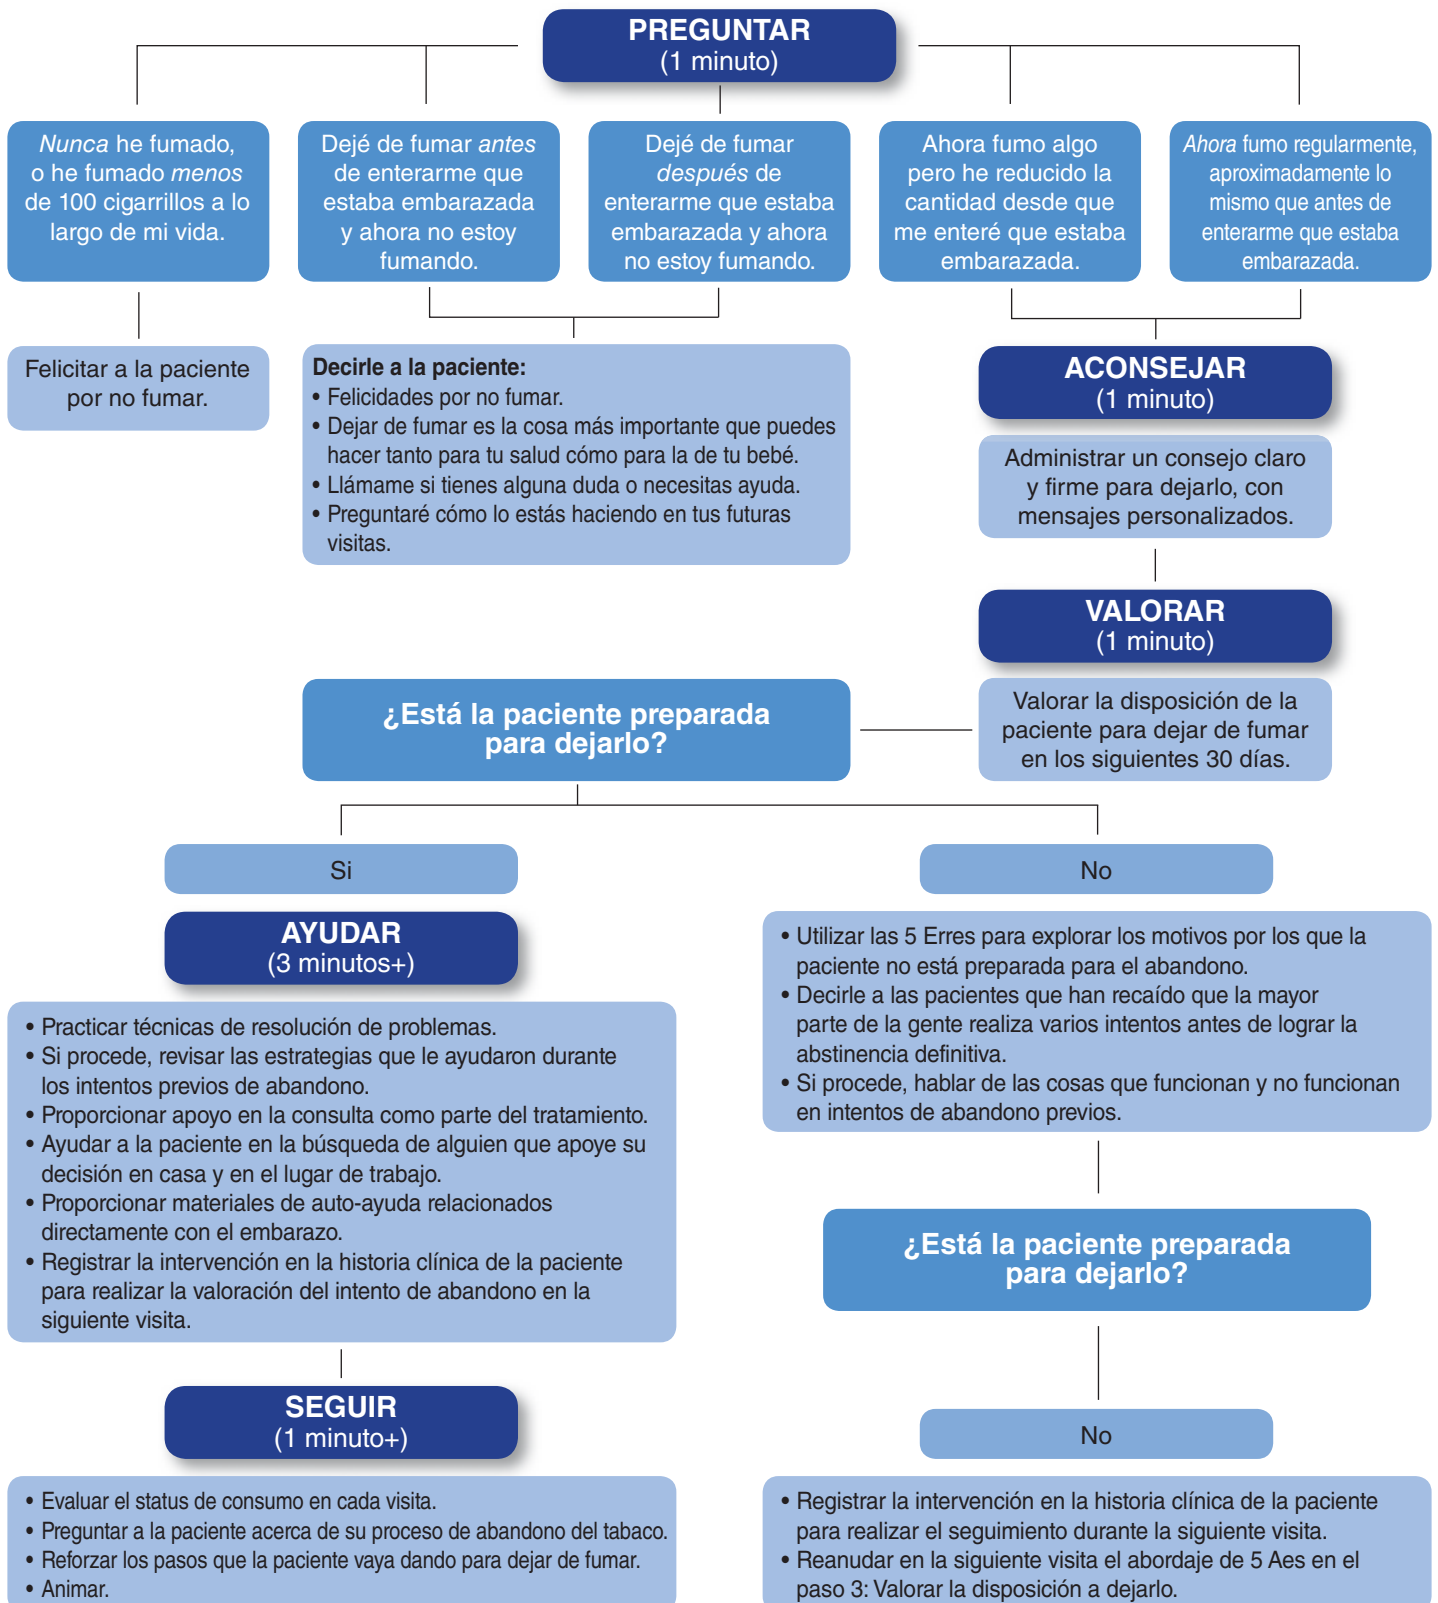 PREGUNTAR
(1 minuto)
Nunca he fumado,
o he fumado menos
de 100 cigarrillos a lo
largo de mi vida.
Dejé de fumar antes
de enterarme que
estaba embarazada
y ahora no estoy
fumando.
Dejé de fumar
después de
enterarme que estaba
embarazada y ahora
no estoy fumando.
Ahora fumo algo
pero he reducido la
cantidad desde que
me enteré que estaba
embarazada.
Ahora fumo regularmente,
aproximadamente lo
mismo que antes de
enterarme que estaba
embarazada.
Felicitar a la paciente
por no fumar.
Decirle a la paciente:
• Felicidades por no fumar.
• Dejar de fumar es la cosa más importante que puedes
hacer tanto para tu salud cómo para la de tu bebé.
• Llámame si tienes alguna duda o necesitas ayuda.
• Preguntaré cómo lo estás haciendo en tus futuras
visitas.
ACONSEJAR
(1 minuto)
Administrar un consejo claro
y firme para dejarlo, con
mensajes personalizados.
VALORAR
(1 minuto)
Valorar la disposición de la
paciente para dejar de fumar
en los siguientes 30 días.
¿Está la paciente preparada
para dejarlo?
Si
AYUDAR
(3 minutos+)
• Practicar técnicas de resolución de problemas.
• Si procede, revisar las estrategias que le ayudaron durante
los intentos previos de abandono.
• Proporcionar apoyo en la consulta como parte del tratamiento.
• Ayudar a la paciente en la búsqueda de alguien que apoye su
decisión en casa y en el lugar de trabajo.
• Proporcionar materiales de auto-ayuda relacionados
directamente con el embarazo.
• Registrar la intervención en la historia clínica de la paciente
para realizar la valoración del intento de abandono en la
siguiente visita.
SEGUIR
(1 minuto+)
• Evaluar el status de consumo en cada visita.
• Preguntar a la paciente acerca de su proceso de abandono del tabaco.
• Reforzar los pasos que la paciente vaya dando para dejar de fumar.
• Animar.
No
• Utilizar las 5 Erres para explorar los motivos por los que la
paciente no está preparada para el abandono.
• Decirle a las pacientes que han recaído que la mayor
parte de la gente realiza varios intentos antes de lograr la
abstinencia definitiva.
• Si procede, hablar de las cosas que funcionan y no funcionan
en intentos de abandono previos.
¿Está la paciente preparada
para dejarlo?
No
• Registrar la intervención en la historia clínica de la paciente
para realizar el seguimiento durante la siguiente visita.
• Reanudar en la siguiente visita el abordaje de 5 Aes en el
paso 3: Valorar la disposición a dejarlo.